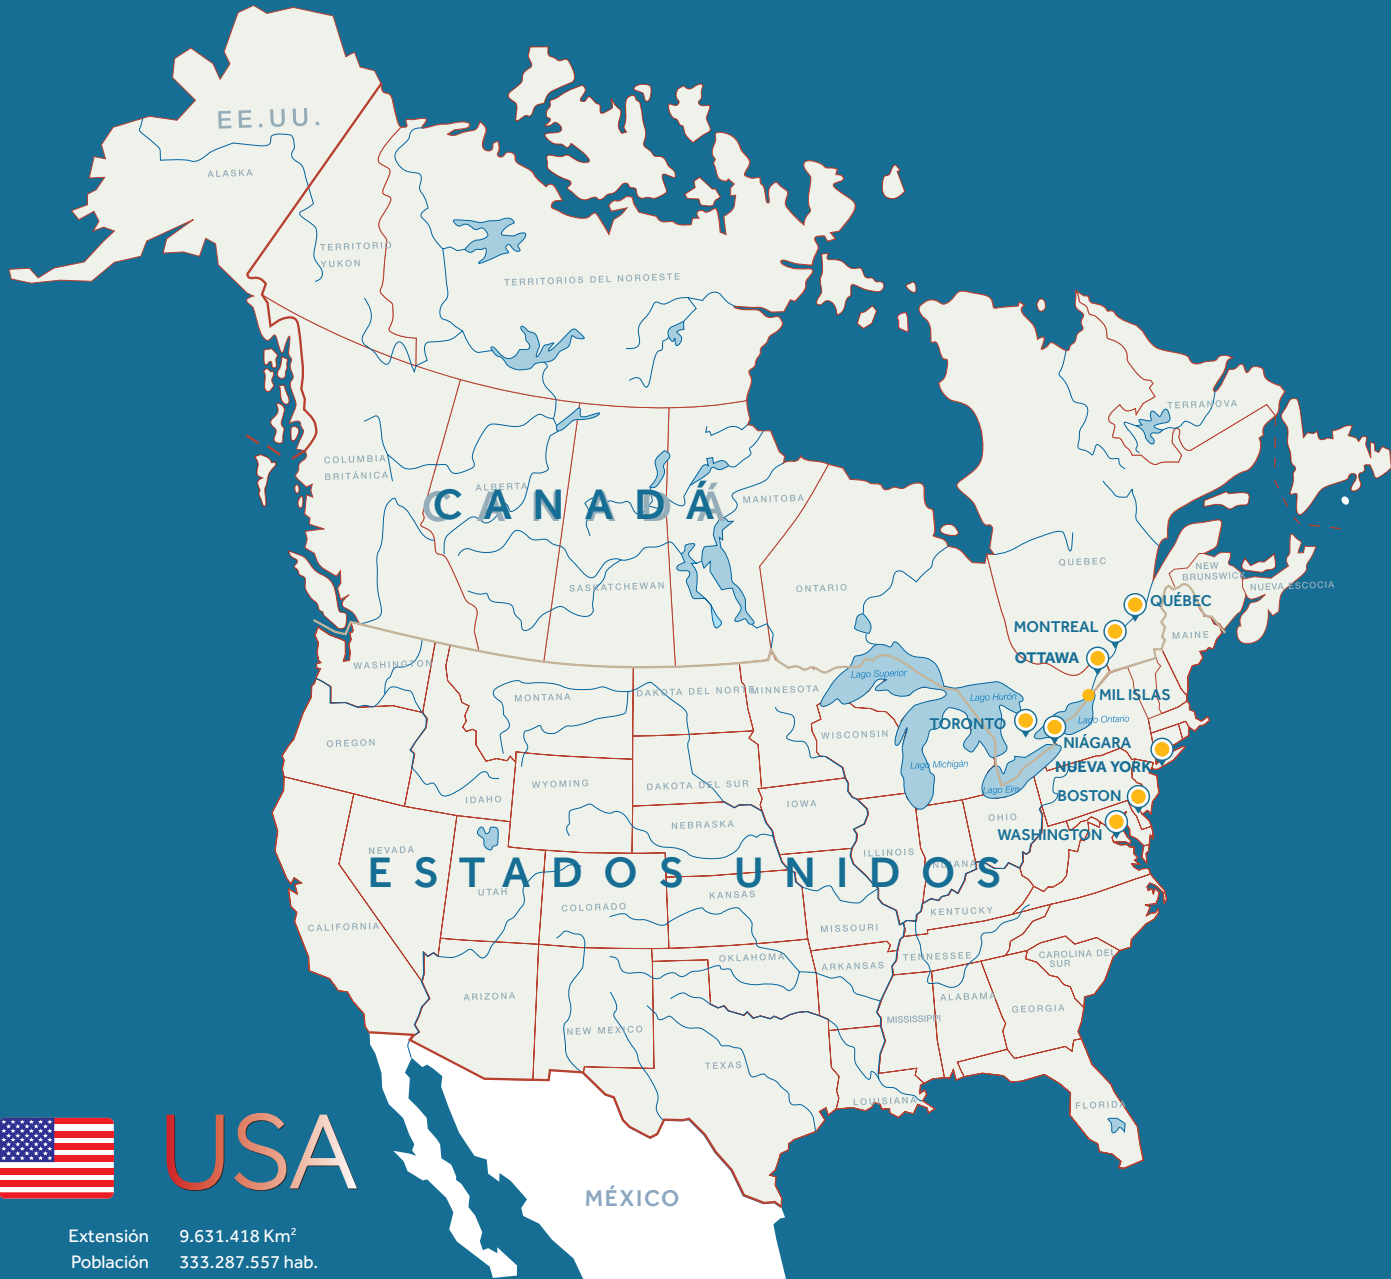 EE.UU.
ALASKA
TERRITORIO
YUKON
TERRITORIOS DEL NOROESTE
TERRANOVA
COLUMBIA
BRITÁNICA
ALBERTA
CANADÁ
MANITOBA
SASKATCHEWAN
ONTARIO
QUEBEC
NEW
BRUNSWICK
NUEVA ESCOCIA
QUÉBEC
MONTREAL
MAINE
OTTAWA
WASHINGTON
MONTANA
DAKOTA DEL NORTE
MINNESOTA
Lago Superior
Lago Hurón
MIL ISLAS
Lago Ontario
TORONTO
WISCONSIN
OREGON
NIÁGARA
Lago Michigán
NUEVA YORK
IDAHO
WYOMING
DAKOTA DEL SUR
IOWA
Lago Eire
BOSTON
NEBRASKA
OHIO
WASHINGTON
NEVADA
ILLINOIS
INDIANA
ESTADOS UNIDOS
UTAH
COLORADO
KANSAS
KENTUCKY
CALIFORNIA
MISSOURI
OKLAHOMA
ARKANSAS
TENNESSEE
CAROLINA DEL
SUR
ARIZONA
ALABAMA
GEORGIA
MISSISSIPPI
NEW MEXICO
TEXAS
LOUISIANA
FLORIDA
USA
MÉXICO
Extensión 9.631.418 Km²
Población 333.287.557 hab.